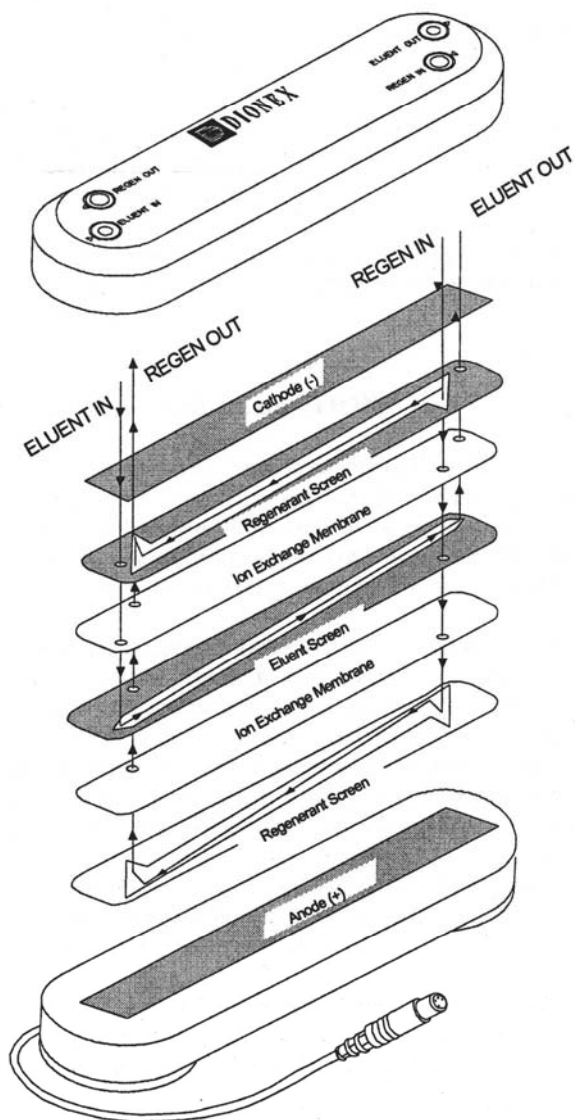 ELUENT OUT
REGEN IN
DIONEX
REGEN OUT
ELUENT IN
ELUENT OUT
REGEN IN
REGEN OUT
ELUENT IN
Cathode (-)
Regenerant Screen
Ion Exchange Membrane
Eluent Screen
Ion Exchange Membrane
Regenerant Screen
Anode (+)